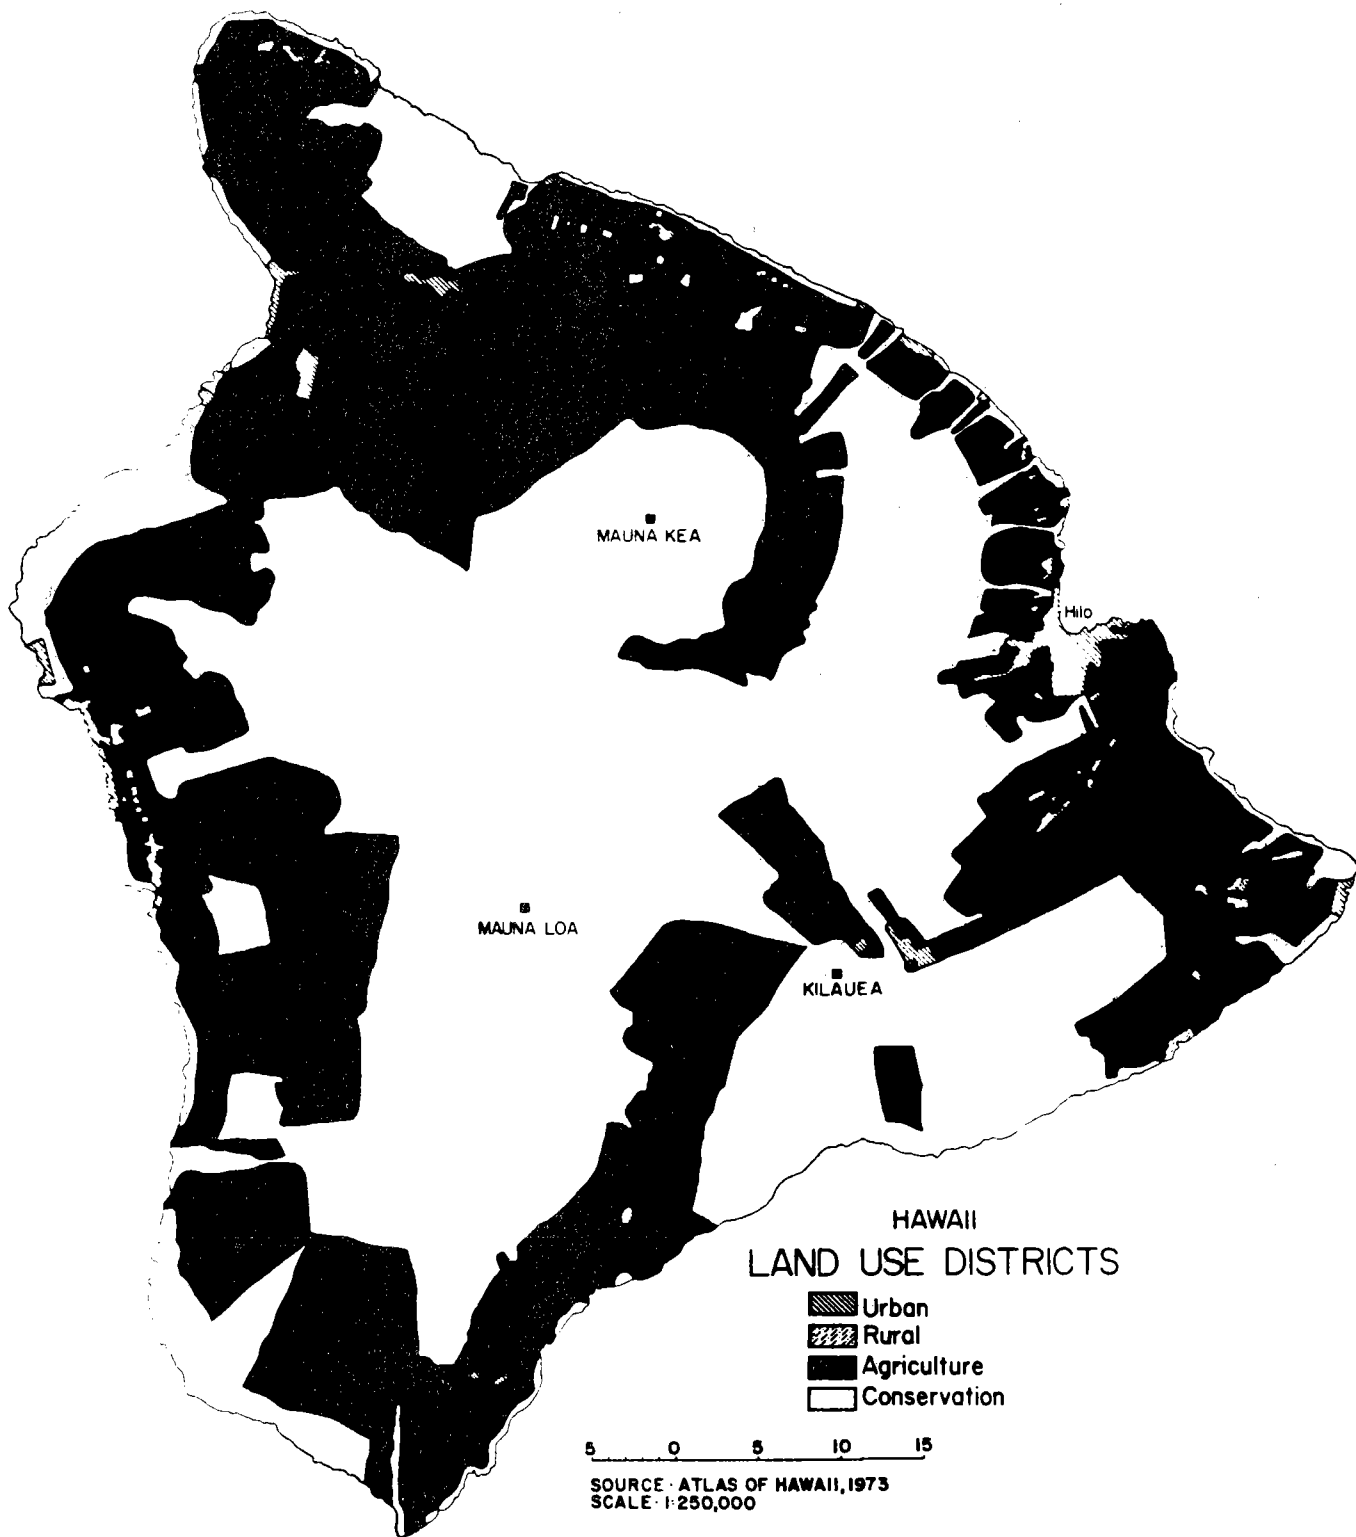 MAUNA KEA
Hilo
MAUNA LOA
KILAUEA
HAWAII
LAND USE DISTRICTS
Urban
Rural
Agriculture
Conservation
5 0 5 10 15
SOURCE · ATLAS OF HAWAII, 1973
SCALE · 1:250,000